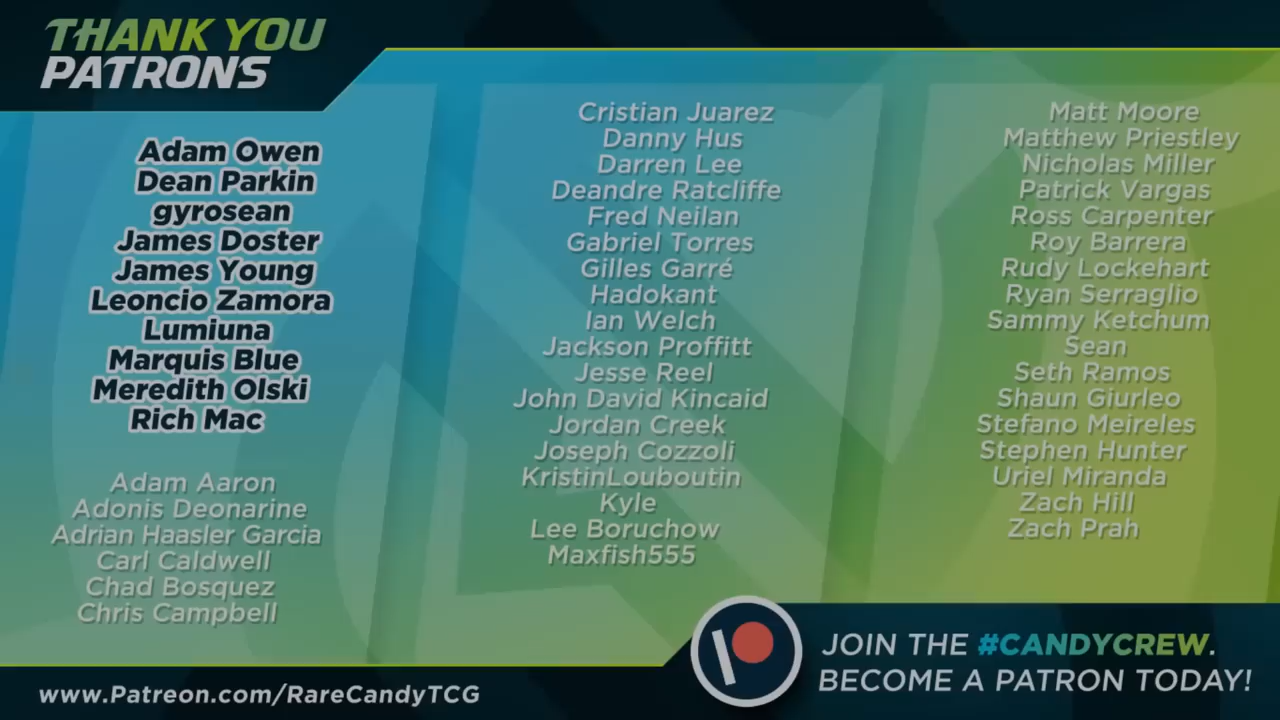 THANK YOU
PATRONS
Adam Owen
Dean Parkin
gyrosean
James Doster
James Young
Leoncio Zamora
Lumiuna
Marquis Blue
Meredith Olski
Rich Mac
Adam Aaron
Adonis Deonarine
Adrian Haasler Garcia
Carl Caldwell
Chad Bosquez
Chris Campbell
Cristian Juarez
Danny Hus
Darren Lee
Deandre Ratcliffe
Fred Neilan
Gabriel Torres
Gilles Garré
Hadokant
Ian Welch
Jackson Proffitt
Jesse Reel
John David Kincaid
Jordan Creek
Joseph Cozzoli
KristinLouboutin
Kyle
Lee Boruchow
Maxfish555
Matt Moore
Matthew Priestley
Nicholas Miller
Patrick Vargas
Ross Carpenter
Roy Barrera
Rudy Lockehart
Ryan Serraglio
Sammy Ketchum
Sean
Seth Ramos
Shaun Giurleo
Stefano Meireles
Stephen Hunter
Uriel Miranda
Zach Hill
Zach Prah
www.Patreon.com/RareCandyTCG
JOIN THE #CANDYCREW.
BECOME A PATRON TODAY!